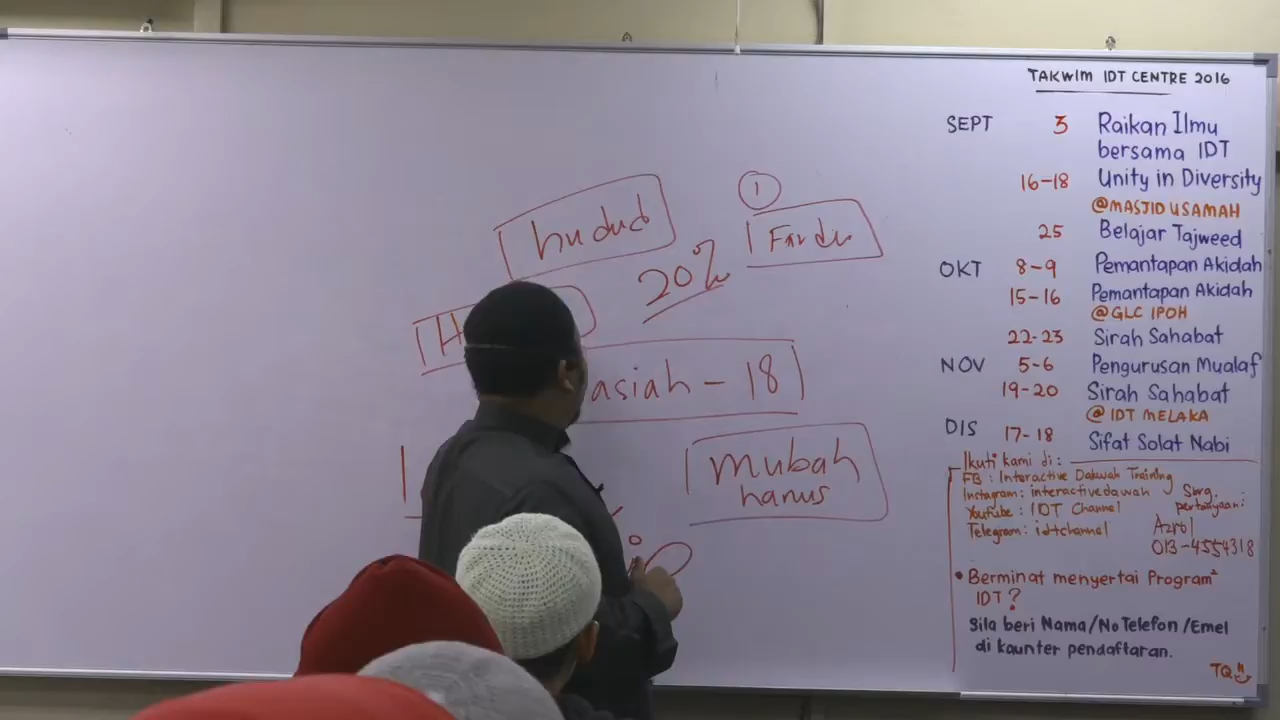 TAKWIM IDT CENTRE 2016
SEPT 3 Raikan Ilmu
bersama IDT
16-18 Unity in Diversity
@MASJID USAMAH
25 Belajar Tajweed
OKT 8-9 Pemantapan Akidah
15-16 Pemantapan Akidah
@GLC IPOH
22-23 Sirah Sahabat
NOV 5-6 Pengurusan Mualaf
19-20 Sirah Sahabat
@IDT MELAKA
DIS 17-18 Sifat Solat Nabi
Ikuti kami di:
FB: Interactive Dakwah Training
Instagram: interactivedawah
Youtube: IDT Channel
Telegram: idtchannel
Sbrg.
pertanyaan:
Azrol
013-4554318
• Berminat menyertai Program²
IDT?
Sila beri Nama/No Telefon/Emel
di kaunter pendaftaran.
TQ
hudud
1
Fardu
20%
asiah - 18
mubah
harus